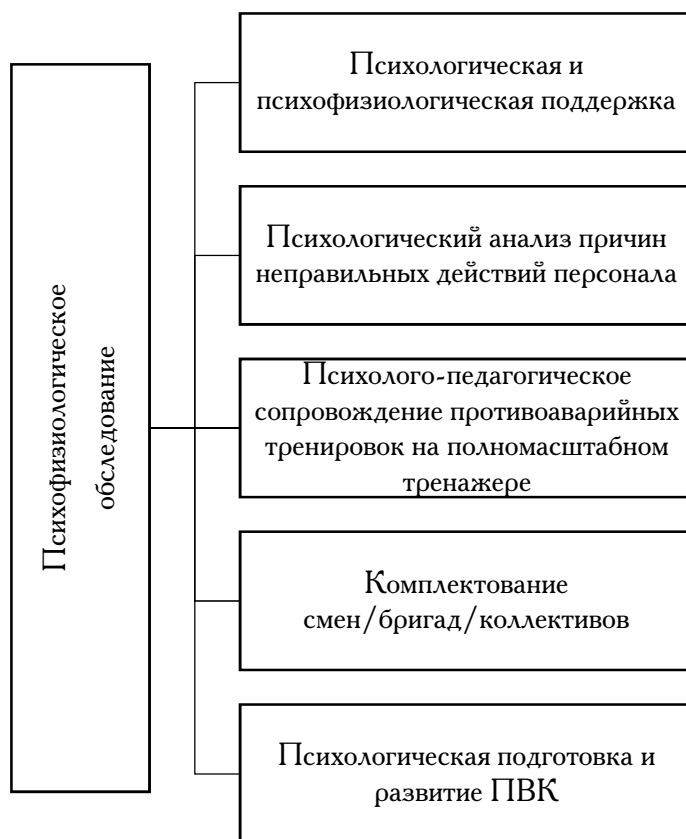 Психофизиологическое
обследование
Психологическая и
психофизиологическая поддержка
Психологический анализ причин
неправильных действий персонала
Психолого-педагогическое
сопровождение противоаварийных
тренировок на полномасштабном
тренажере
Комплектование
смен/бригад/коллективов
Психологическая подготовка и
развитие ПВК